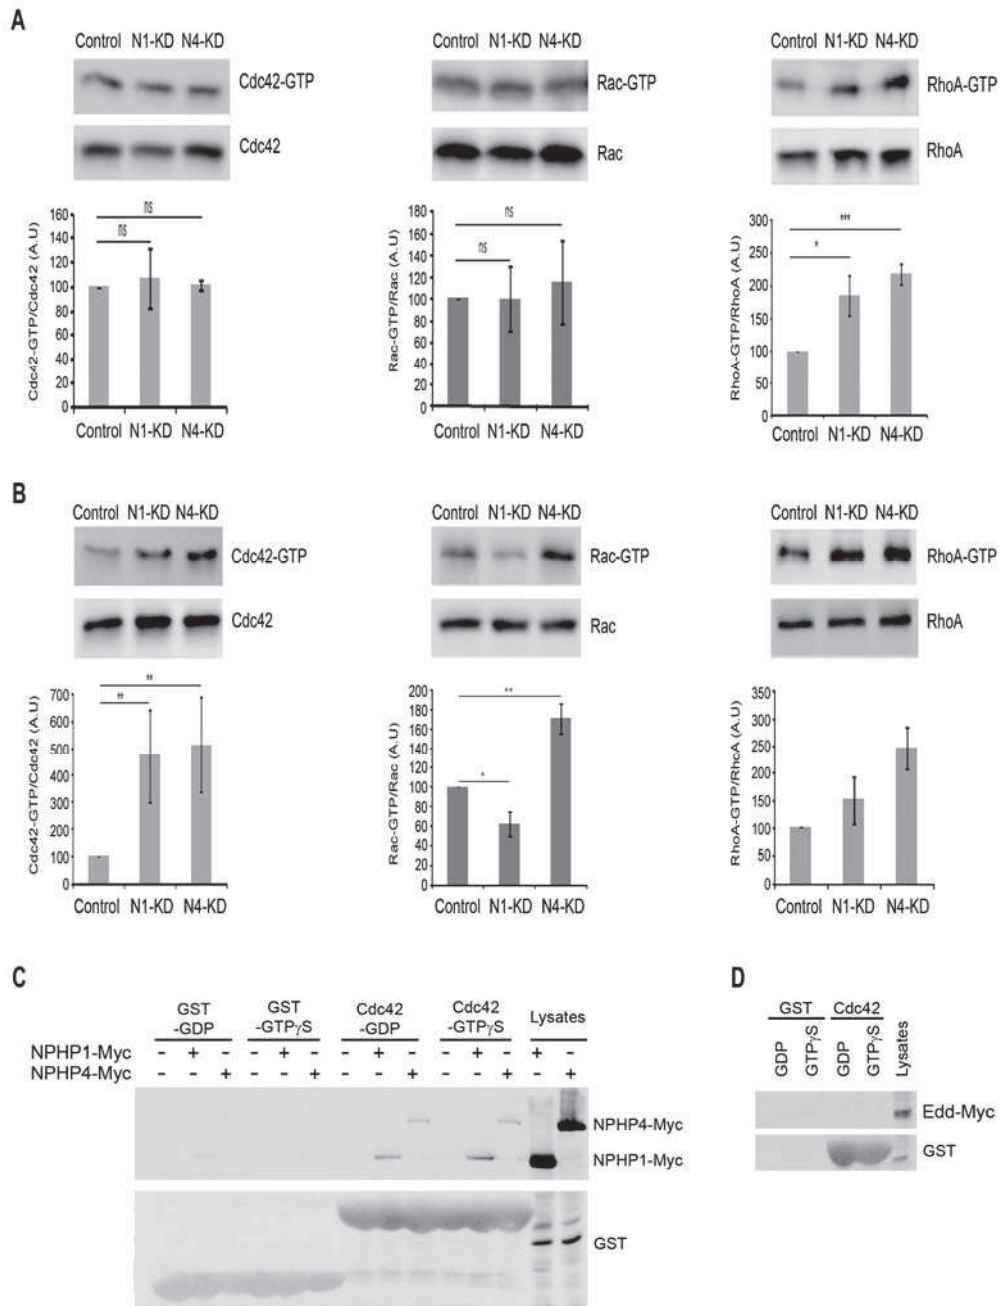 A
Control N1-KD N4-KD
Cdc42-GTP
Cdc42
Control N1-KD N4-KD
Rac-GTP
Rac
Control N1-KD N4-KD
RhoA-GTP
RhoA
Cdc42-GTP/Cdc42 (A.U)
160
140
120
100
80
60
40
20
0
ns
ns
Control N1-KD N4-KD
Rac-GTP/Rac (A.U)
180
160
140
120
100
80
60
40
20
0
ns
ns
Control N1-KD N4-KD
RhoA-GTP/RhoA (A.U)
300
250
200
150
100
50
0
***
*
Control N1-KD N4-KD
B
Control N1-KD N4-KD
Cdc42-GTP
Cdc42
Control N1-KD N4-KD
Rac-GTP
Rac
Control N1-KD N4-KD
RhoA-GTP
RhoA
Cdc42-GTP/Cdc42 (A.U)
700
600
500
400
300
200
100
0
**
**
Control N1-KD N4-KD
Rac-GTP/Rac (A.U)
200
180
160
140
120
100
80
60
40
20
0
**
*
Control N1-KD N4-KD
RhoA-GTP/RhoA (A.U)
350
300
250
200
150
100
50
0
Control N1-KD N4-KD
C
GST -GDP
GST -GTPγS
Cdc42 -GDP
Cdc42 -GTPγS
Lysates
NPHP1-Myc - + - - + - - + - - + - + -
NPHP4-Myc - - + - - + - - + - - + - +
NPHP4-Myc
NPHP1-Myc
GST
D
GST Cdc42
GDP GTPγS GDP GTPγS Lysates
Edd-Myc
GST